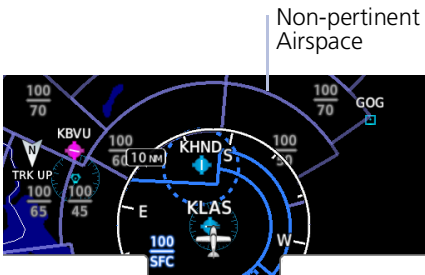 Non-pertinent
Airspace
100
70
100
70
GOG
KBVU
100
60
10 NM
KHND
S
100
N
TRK UP
100
65
100
45
E
KLAS
W
100
SFC